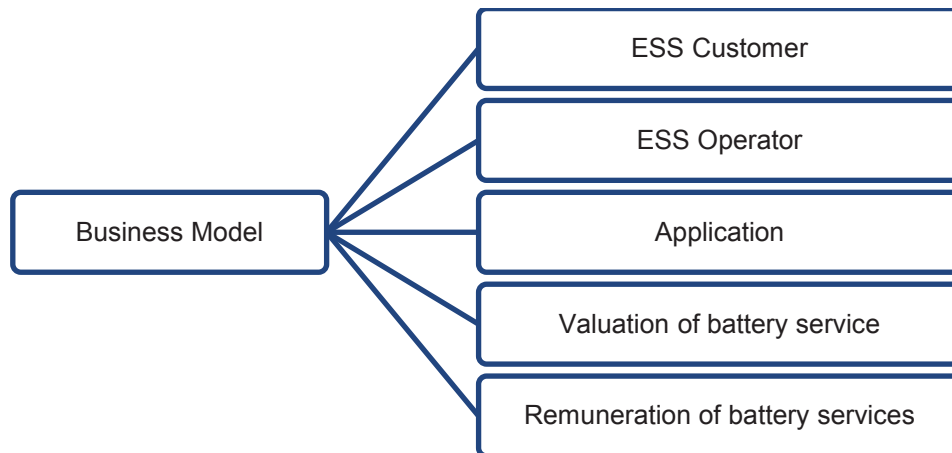 ESS Customer
ESS Operator
Business Model
Application
Valuation of battery service
Remuneration of battery services